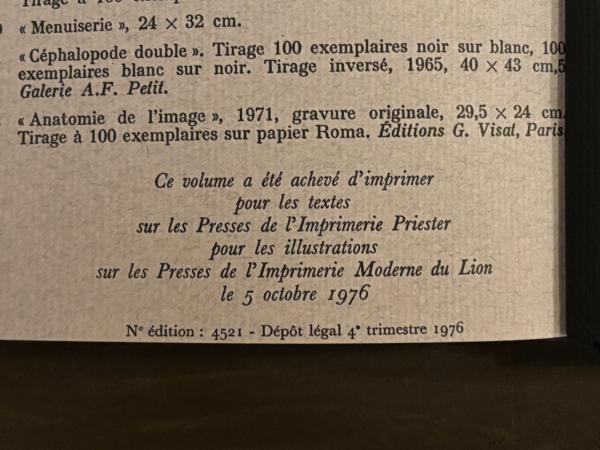 « Menuiserie », 24 × 32 cm.
« Céphalopode double ». Tirage 100 exemplaires noir sur blanc, 100
exemplaires blanc sur noir. Tirage inversé, 1965, 40 × 43 cm,5
Galerie A.F. Petit.
« Anatomie de l'image », 1971, gravure originale, 29,5 × 24 cm.
Tirage à 100 exemplaires sur papier Roma. Éditions G. Visat, Paris
Ce volume a été achevé d'imprimer
pour les textes
sur les Presses de l'Imprimerie Priester
pour les illustrations
sur les Presses de l'Imprimerie Moderne du Lion
le 5 octobre 1976
N° édition : 4521 - Dépôt légal 4e trimestre 1976